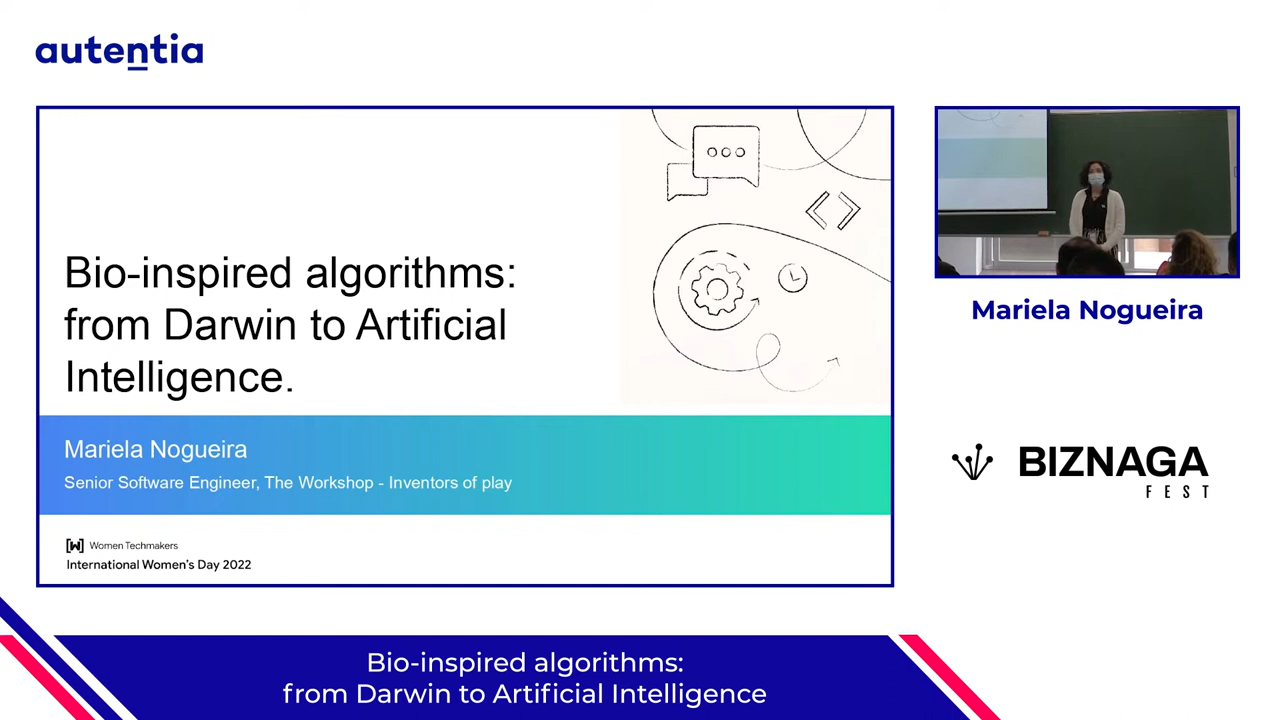 autentia
Bio-inspired algorithms:
from Darwin to Artificial
Intelligence.
Mariela Nogueira
Senior Software Engineer, The Workshop - Inventors of play
[W] Women Techmakers
International Women's Day 2022
Mariela Nogueira
BIZNAGA
FEST
Bio-inspired algorithms:
from Darwin to Artificial Intelligence